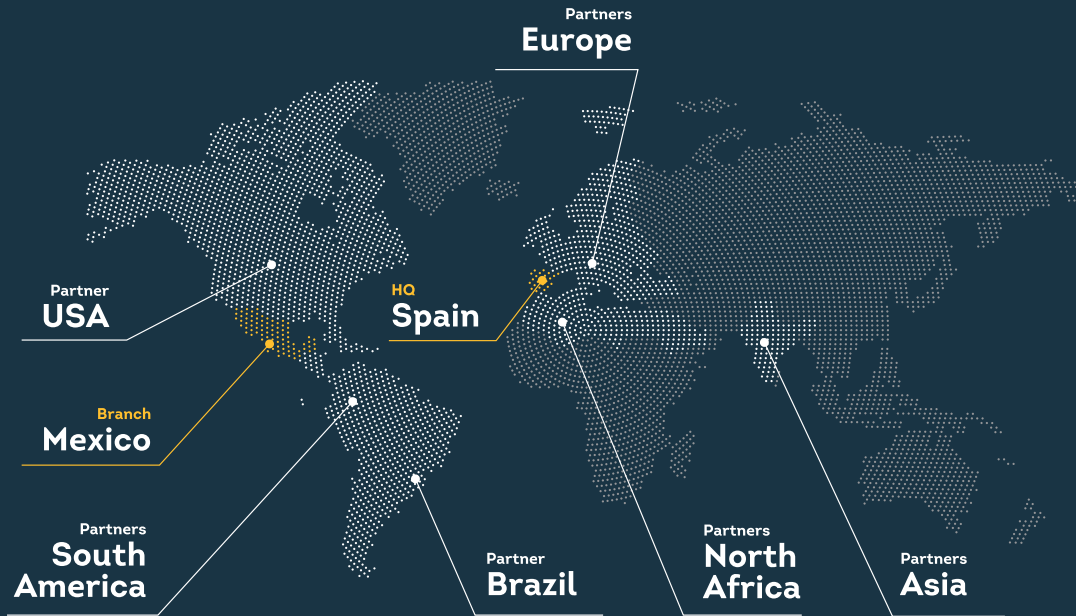 Partners
Europe
Partner
USA
HQ
Spain
Branch
Mexico
Partners
South
America
Partner
Brazil
Partners
North
Africa
Partners
Asia